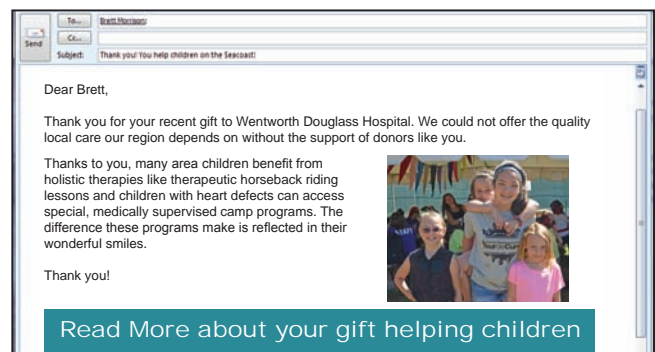 To...
Brett Morrison;
Send
Cc...
Subject:
Thank you! You help children on the Seacoast!
Dear Brett,
Thank you for your recent gift to Wentworth Douglass Hospital. We could not offer the quality
local care our region depends on without the support of donors like you.
Thanks to you, many area children benefit from
holistic therapies like therapeutic horseback riding
lessons and children with heart defects can access
special, medically supervised camp programs. The
difference these programs make is reflected in their
wonderful smiles.
Thank you!
Read More about your gift helping children